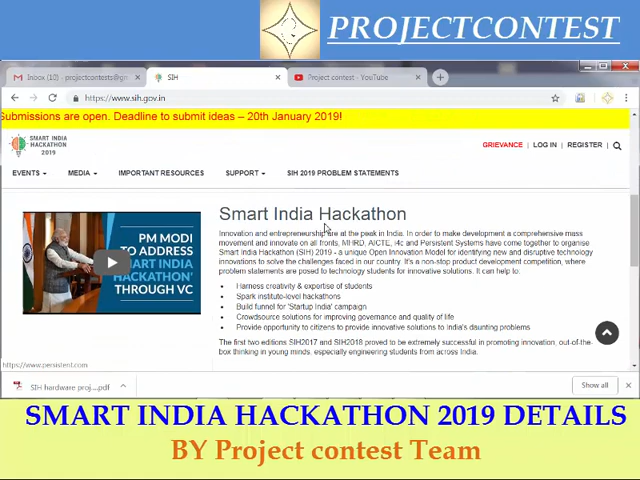 PROJECTCONTEST
Inbox (10) - projectcontests@gm
SIH
Project contest - YouTube
https://www.sih.gov.in
Submissions are open. Deadline to submit ideas – 20th January 2019!
SMART INDIA
HACKATHON
2019
GRIEVANCE
LOG IN
REGISTER
EVENTS
MEDIA
IMPORTANT RESOURCES
SUPPORT
SIH 2019 PROBLEM STATEMENTS
PM MODI
TO ADDRESS
'SMART INDIA
HACKATHON'
THROUGH VC
Smart India Hackathon
Innovation and entrepreneurship are at the peak in India. In order to make development a comprehensive mass
movement and innovate on all fronts, MHRD, AICTE, i4c and Persistent Systems have come together to organise
Smart India Hackathon (SIH) 2019 - a unique Open Innovation Model for identifying new and disruptive technology
innovations to solve the challenges faced in our country. It's a non-stop product development competition, where
problem statements are posed to technology students for innovative solutions. It can help to:
Harness creativity & expertise of students
Spark institute-level hackathons
Build funnel for 'Startup India' campaign
Crowdsource solutions for improving governance and quality of life
Provide opportunity to citizens to provide innovative solutions to India's disunting problems
The first two editions SIH2017 and SIH2018 proved to be extremely successful in promoting innovation, out-of-the-
box thinking in young minds, especially engineering students from across India.
https://www.persistent.com
SIH hardware proj....pdf
Show all
SMART INDIA HACKATHON 2019 DETAILS
BY Project contest Team